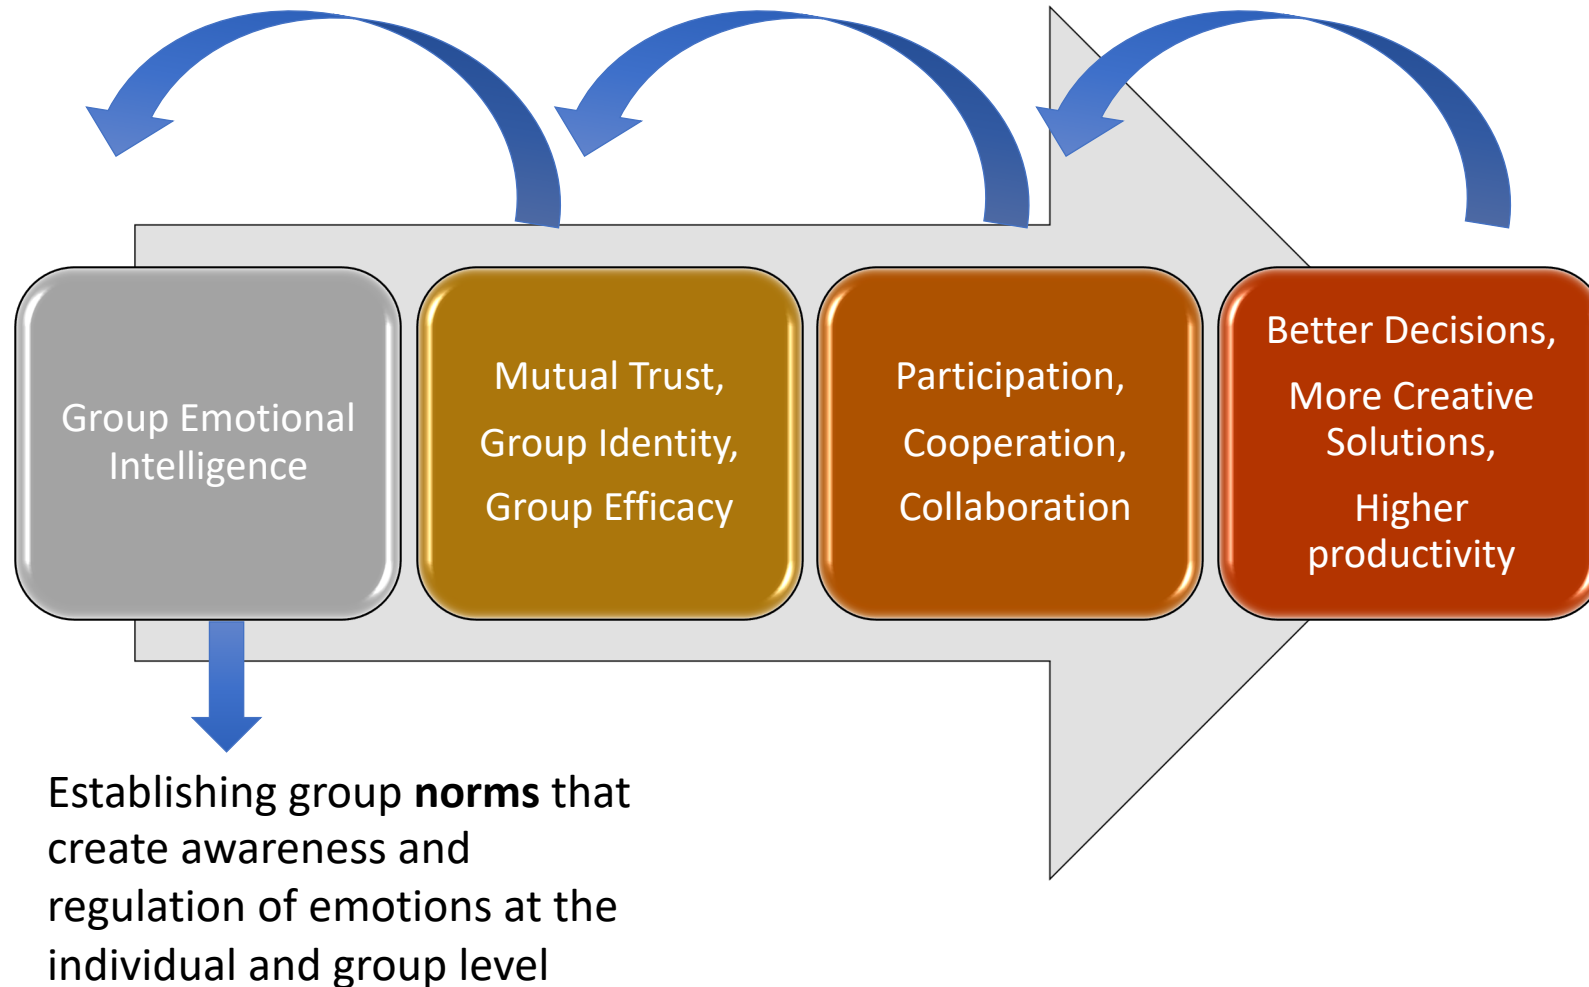 Group Emotional
Intelligence
Mutual Trust,
Group Identity,
Group Efficacy
Participation,
Cooperation,
Collaboration
Better Decisions,
More Creative
Solutions,
Higher
productivity
Establishing group norms that
create awareness and
regulation of emotions at the
individual and group level